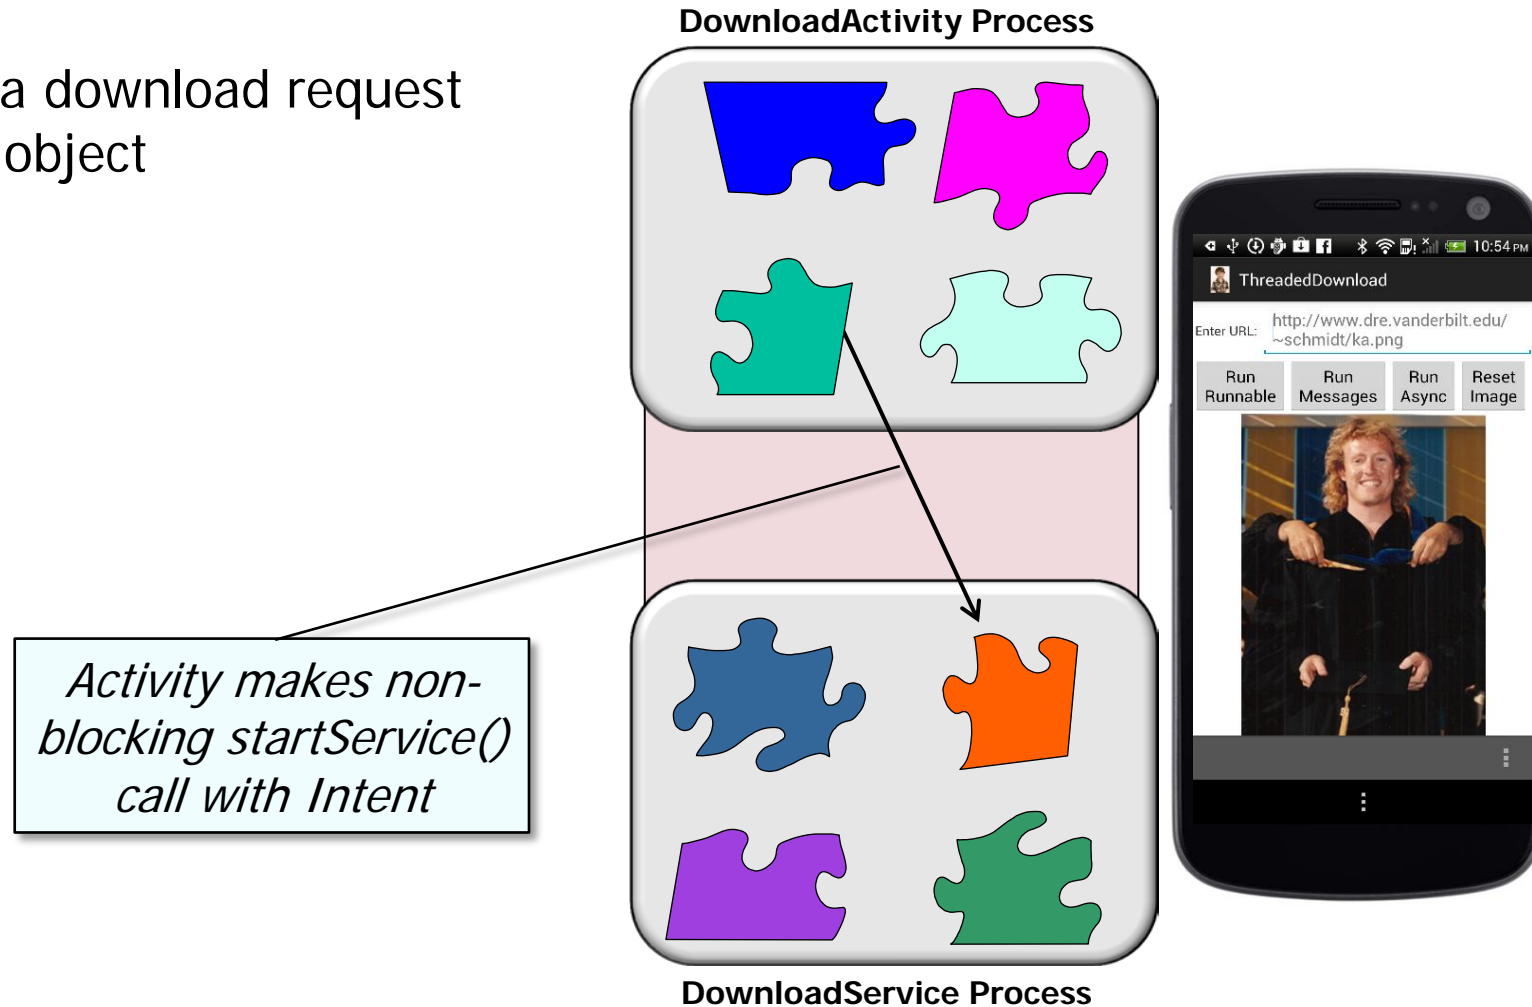 DownloadActivity Process
a download request
object
10:54 PM
ThreadedDownload
Enter URL:
http://www.dre.vanderbilt.edu/
~schmidt/ka.png
Run
Runnable
Run
Messages
Run
Async
Reset
Image
Activity makes non-
blocking startService()
call with Intent
DownloadService Process